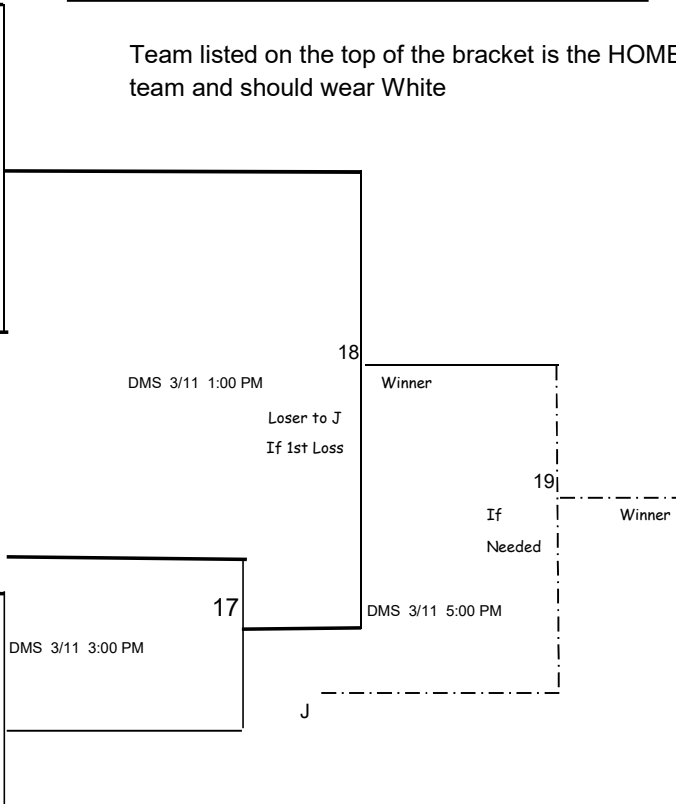 Team listed on the top of the bracket is the HOME
team and should wear White
18
DMS 3/11 1:00 PM
Winner
Loser to J
If 1st Loss
19
If
Needed
Winner
17
DMS 3/11 5:00 PM
DMS 3/11 3:00 PM
J